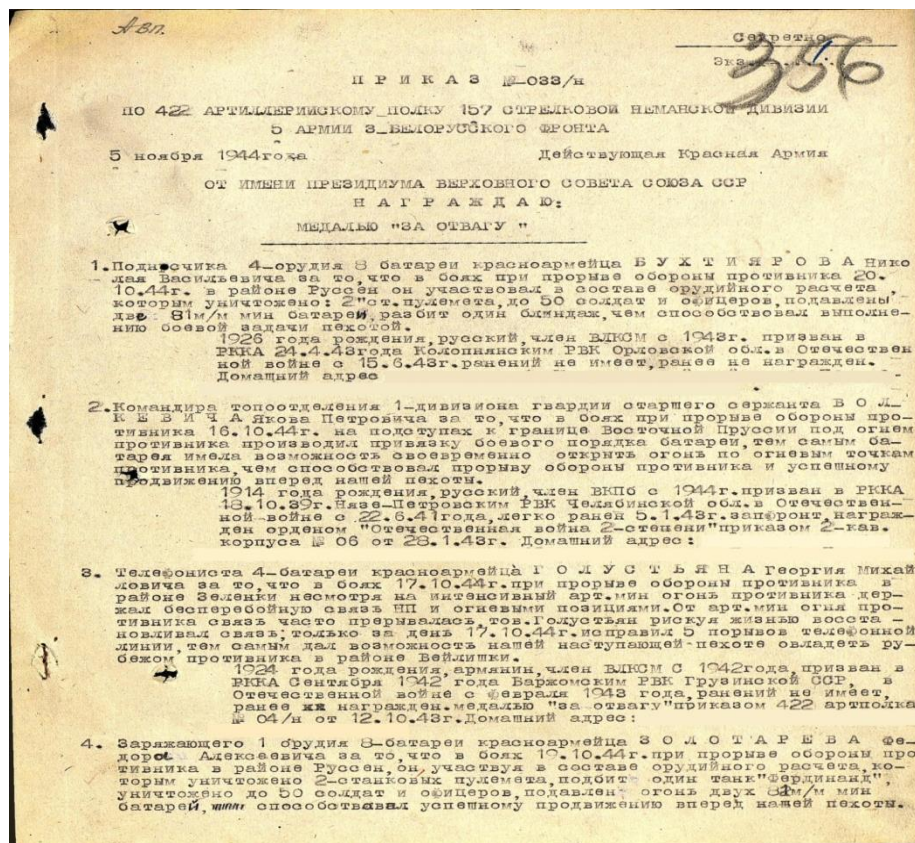 АВП.
Секретно
Экз.
356
П Р И К А З  № 033/н
ПО 422 АРТИЛЛЕРИЙСКОМУ ПОЛКУ 157 СТРЕЛКОВОЙ НЕМАНСКОЙ ДИВИЗИИ
5 АРМИИ 3 БЕЛОРУССКОГО ФРОНТА
5 ноября 1944года Действующая Красная Армия
ОТ ИМЕНИ ПРЕЗИДИУМА ВЕРХОВНОГО СОВЕТА СОЮЗА ССР
Н А Г Р А Ж Д А Ю:
МЕДАЛЬЮ "ЗА ОТВАГУ "
1.Подносчика 4-орудия 8 батареи красноармейца Б У Х Т И Я Р О В А Нико
лая Васильевича за то,что в боях при прорыве обороны противника 20.
10.44г. в районе Руссен он участвовал в составе орудийного расчета,
которым уничтожено: 2"ст.пулемета,до 50 солдат и офицеров,подавлены
две 81м/м мин батареи,разбит один блиндаж,чем способствовал выполне-
нию боевой задачи пехотой.
1926 года рождения,русский,член ВЛКСМ с 1943г. призван в
РККА 24.4.43года Колопнянским РВК Орловской обл.в Отечествен
ной войне с 15.6.43г.ранений не имеет,ранее не награжден.
Домашний адрес
2.Командира топоотделения 1-дивизиона гвардии старшего сержанта В О Л -
К Е В И Ч А Якова Петровича за то,что в боях при прорыве обороны про-
тивника 16.10.44г. на подступах к границе Восточной Пруссии под огнем
противника производил привязку боевого порядка батареи,тем самым ба-
тарея имела возможность своевременно открыть огонь по огневым точкам
противника,чем способствовал прорыву обороны противника и успешному
продвижению вперед нашей пехоты.
1914 года рождения,русский,член ВКПб с 1944г.призван в РККА
18.10.39г.Нязе-Петровским РВК Челябинской обл.в Отечествен-
ной войне с 22.6.41года,легко ранен 5.1.43г.запфронт,награж-
ден орденом "Отечественная война 2-степени"приказом 2-кав.
корпуса № 06 от 28.1.43г. Домашний адрес:
3. Телефониста 4-батареи красноармейца Г О Л У С Т Ь Я Н А Георгия Михай
ловича за то,что в боях 17.10.44г.при прорыве обороны противника в
районе Зеленки несмотря на интенсивный арт.мин огонь противника дер-
жал бесперебойную связь НП и огневыми позициями.От арт.мин огня про-
тивника связь часто прерывалась,тов.Голустьян рискуя жизнью восста -
новливал связь;только за день 17.10.44г.исправил 5 порывов телефонной
линии,тем самым дал возможность нашей наступающей-пехоте овладеть ру-
бежом противника в районе Вейлишки.
1924 года рождения,армянин,член ВЛКСМ С 1942года,призван в
РККА Сентября 1942 года Варжомским РВК Грузинской ССР, в
Отечественной войне с февраля 1943 года,ранений не имеет,
ранее награжден.медалью "за отвагу"приказом 422 артполка
№ 04/н от 12.10.43г.Домашний адрес:
4. Заряжающего 1 орудия 8-батареи красноармейца З О Л О Т А Р Е В А Фе-
дора Алексеевича за то,что в боях 19.10.44г.при прорыве обороны про
тивника в районе Руссен,он,участвуя в составе орудийного расчета,ко-
торым уничтожено 2-станковых пулемета,подбит один танк"Фердинанд",
уничтожено до 50 солдат и офицеров,подавлен огонь двух 81м/м мин
батарей, способствовал успешному продвижению вперед нашей пехоты.